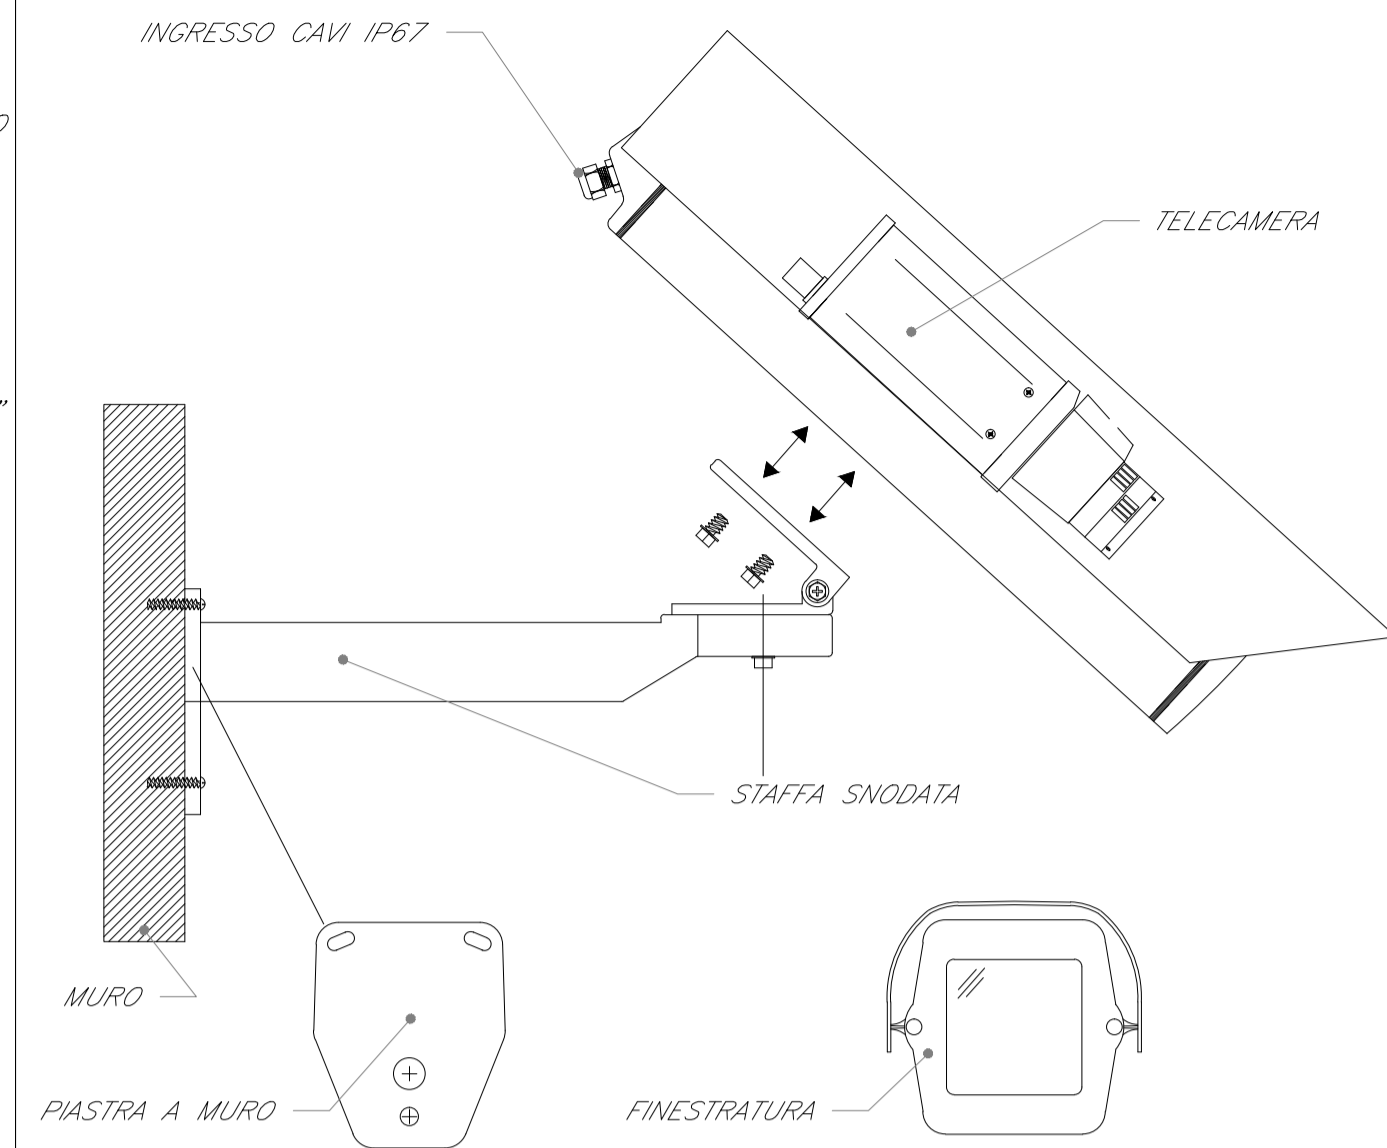 INGRESSO CAVI IP67
O
TELECAMERA
"
STAFFA SNODATA
MURO
PIASTRA A MURO
FINESTRATURA